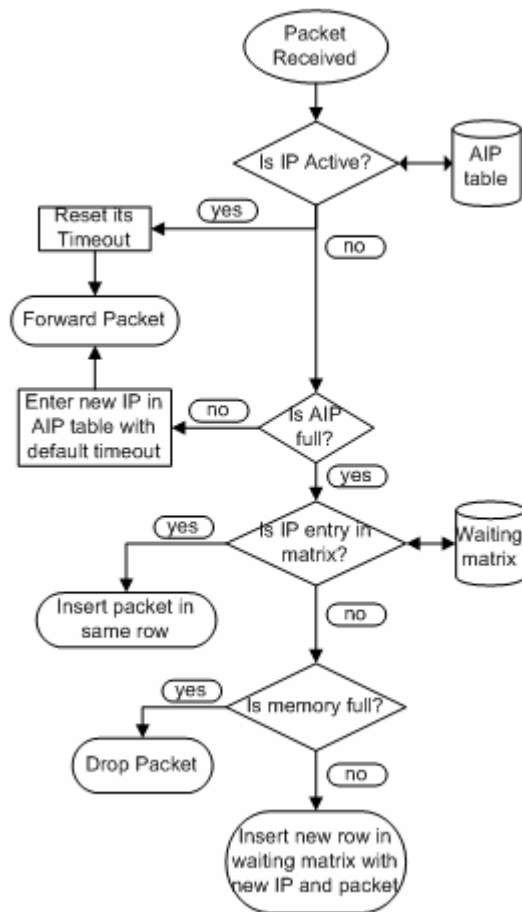 Packet
Received
Is IP Active?
AIP
table
yes
Reset its
Timeout
no
Forward Packet
Enter new IP in
AIP table with
default timeout
no
Is AIP
full?
yes
yes
Is IP entry in
matrix?
Waiting
matrix
Insert packet in
same row
no
yes
Is memory full?
Drop Packet
no
Insert new row in
waiting matrix with
new IP and packet